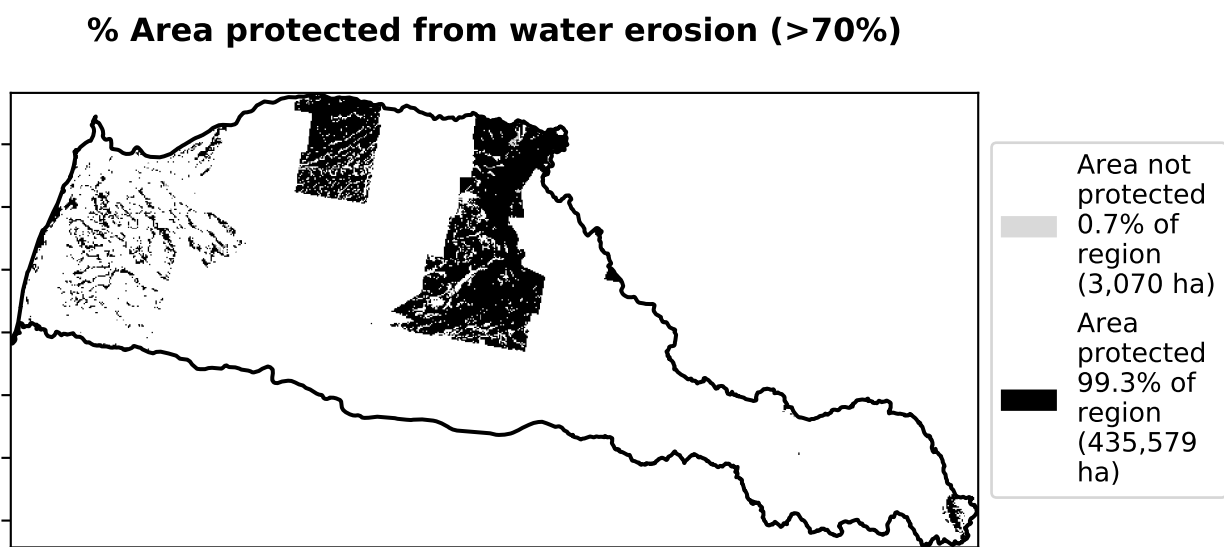 % Area protected from water erosion (>70%)
Area not
protected
0.7% of
region
(3,070 ha)
Area
protected
99.3% of
region
(435,579
ha)